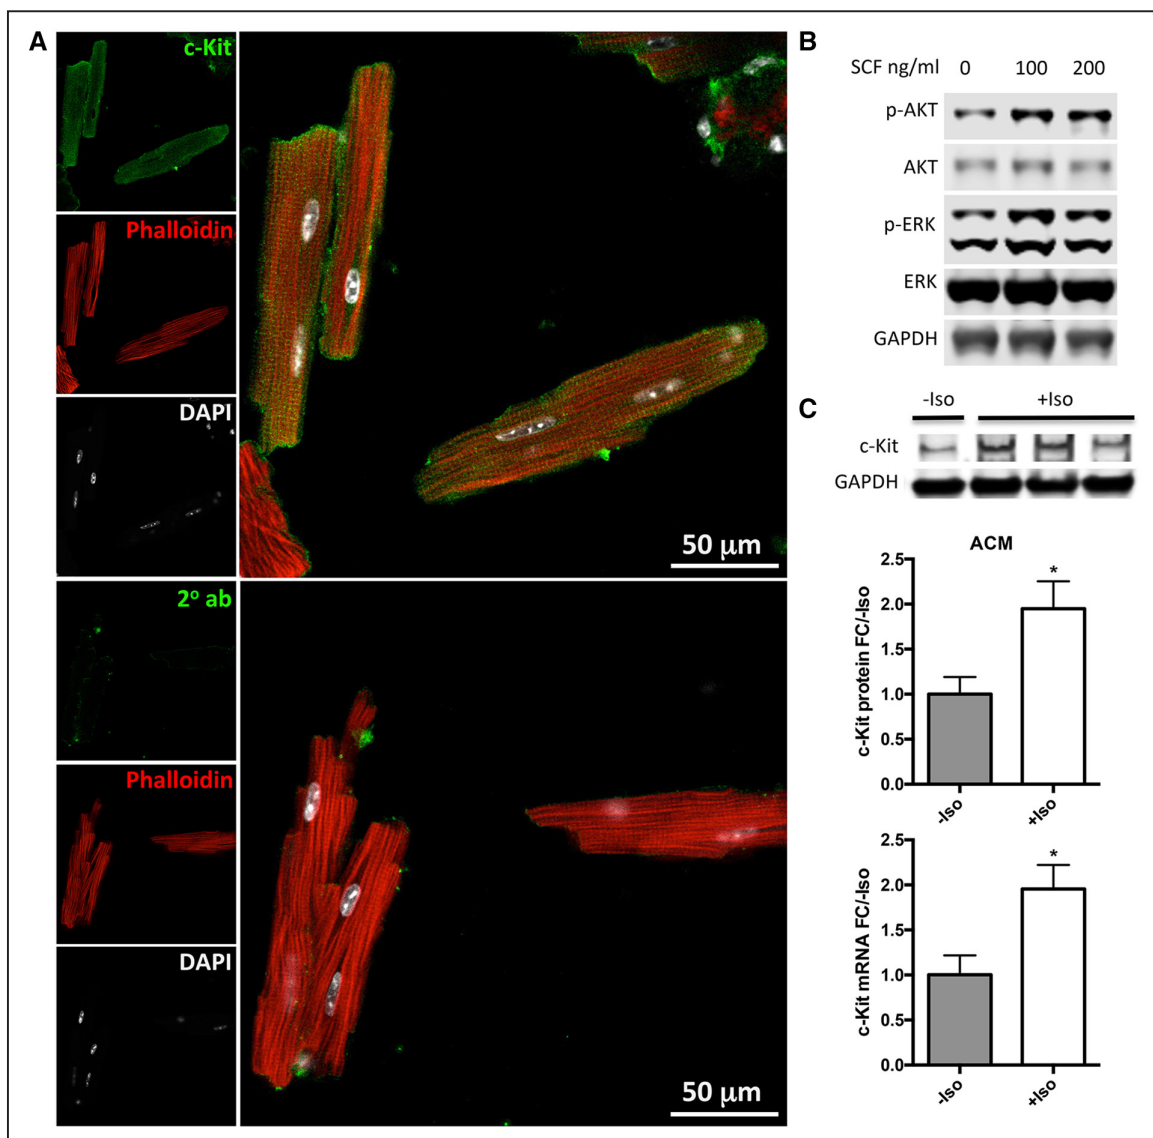 A
c-Kit
Phalloidin
DAPI
50 µm
2º ab
Phalloidin
DAPI
50 µm
B
SCF ng/ml 0 100 200
p-AKT
AKT
p-ERK
ERK
GAPDH
C
-Iso +Iso
c-Kit
GAPDH
ACM
c-Kit protein FC/-Iso
2.5
2.0
1.5
1.0
0.5
0.0
*
-Iso +Iso
c-Kit mRNA FC/-Iso
2.5
2.0
1.5
1.0
0.5
0.0
*
-Iso +Iso